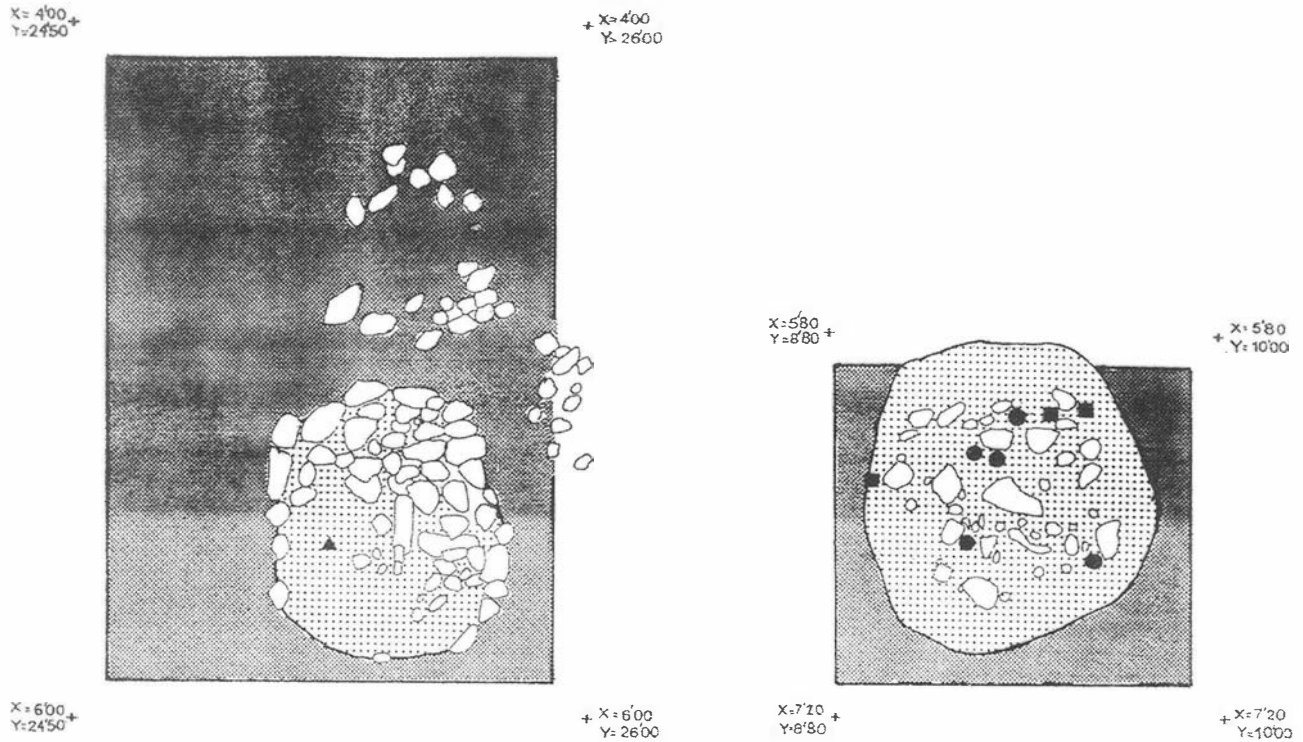 X=4'00 +
Y=24'50
+ X=4'00
Y=26'00
X=5'80 +
Y=8'80
+ X=5'80
Y=10'00
X=6'00 +
Y=24'50
+ X=6'00
Y=26'00
X=7'20 +
Y=8'80
+ X=7'20
Y=10'00